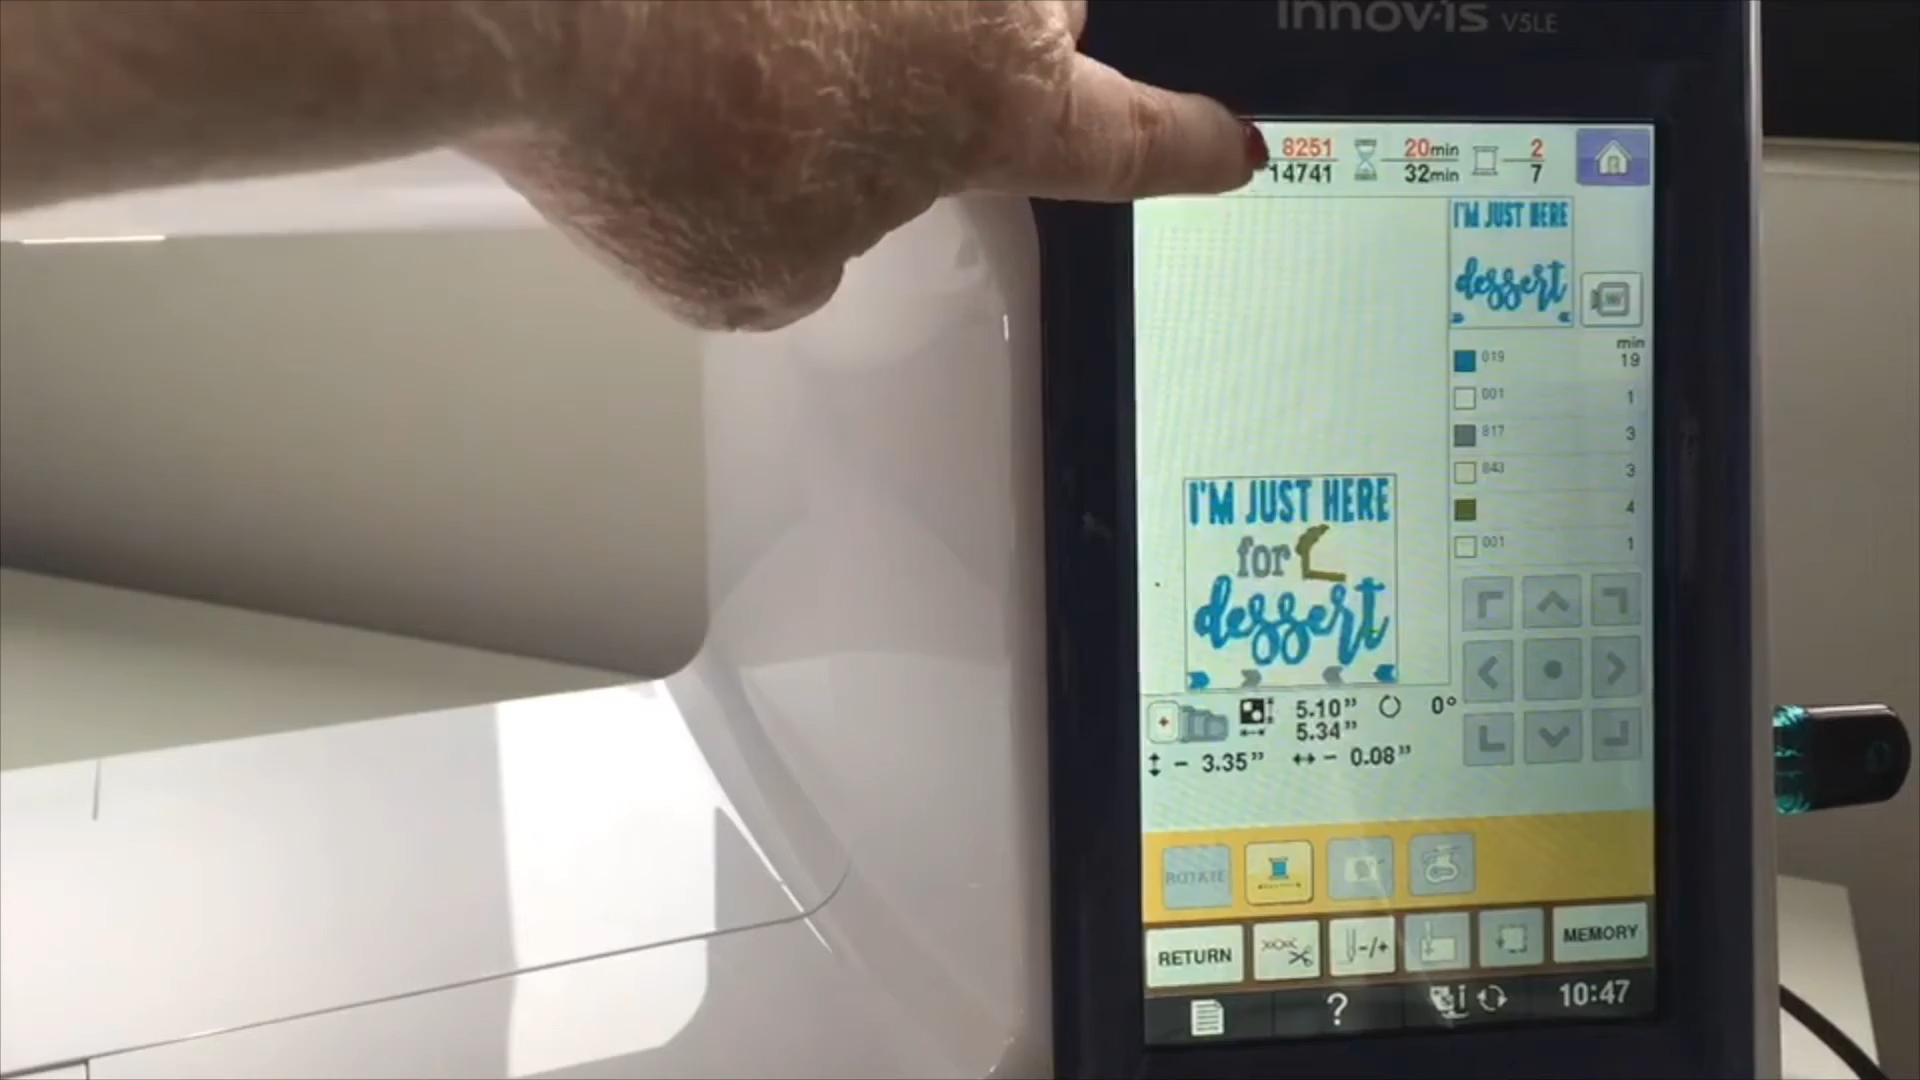 innov-is V5LE
8251 20min 2
14741 32min 7
I'M JUST HERE
dessert
min
019 19
001 1
817 3
843 3
4
001 1
I'M JUST HERE
for
dessert
5.10" 0°
5.34"
- 3.35" - 0.08"
ROTATE
RETURN -/+ MEMORY
? 10:47